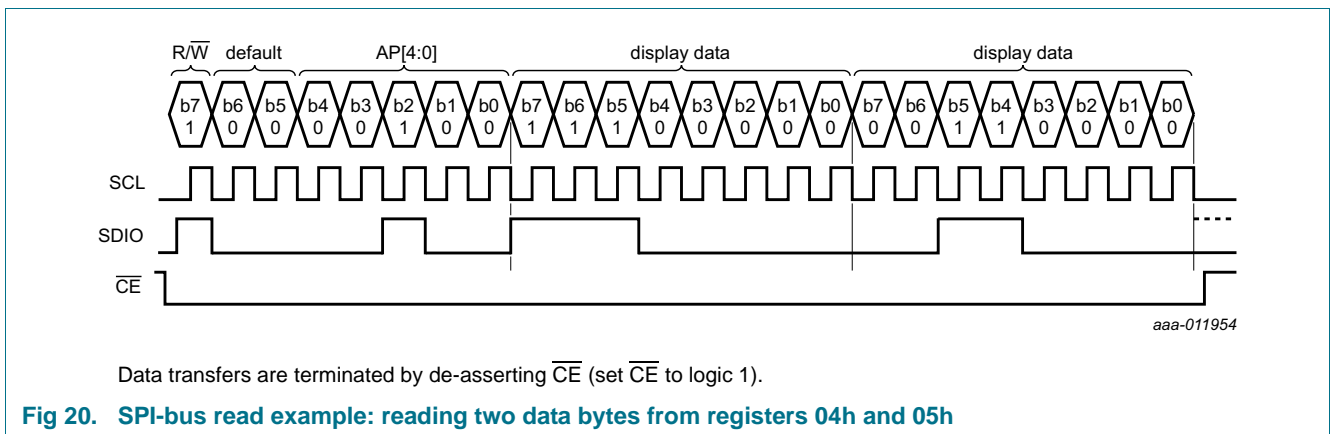 R/W default AP[4:0] display data display data
b7 b6 b5 b4 b3 b2 b1 b0 b7 b6 b5 b4 b3 b2 b1 b0 b7 b6 b5 b4 b3 b2 b1 b0
1 0 0 0 0 1 0 0 1 1 1 0 0 0 0 0 0 0 1 1 0 0 0 0
SCL
SDIO
CE
aaa-011954
Data transfers are terminated by de-asserting CE (set CE to logic 1).
Fig 20. SPI-bus read example: reading two data bytes from registers 04h and 05h